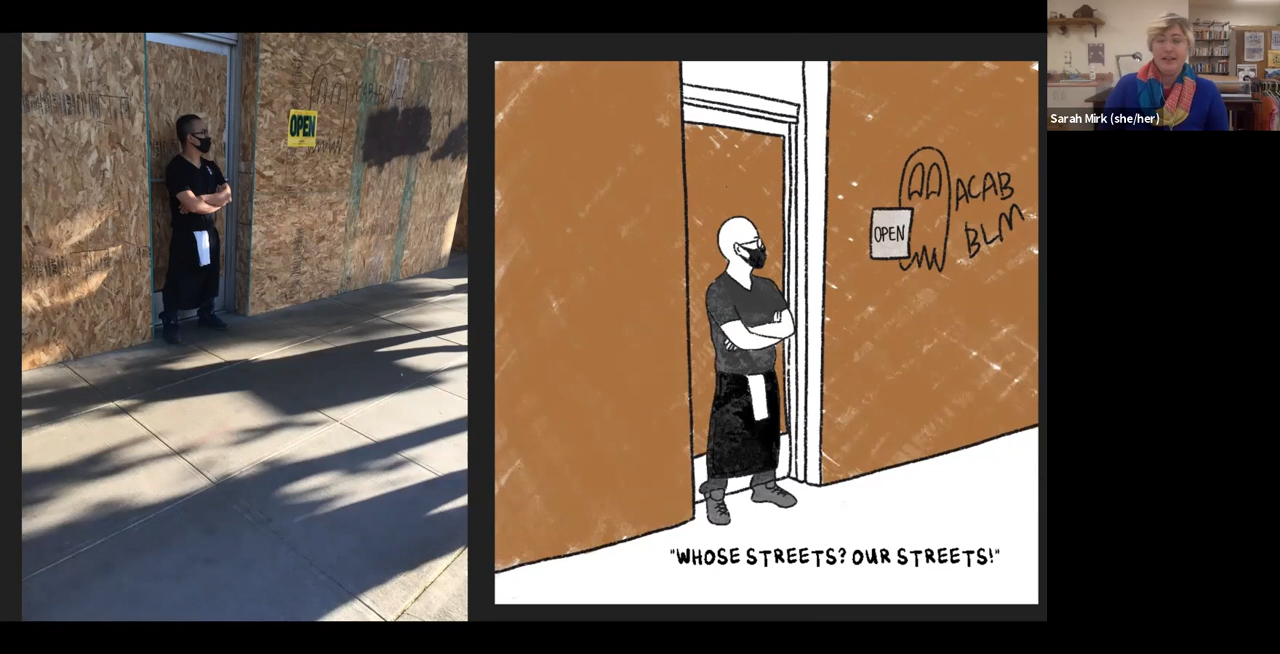 OPEN
ACAB
BLM
OPEN
"WHOSE STREETS? OUR STREETS!"
Sarah Mirk (she/her)